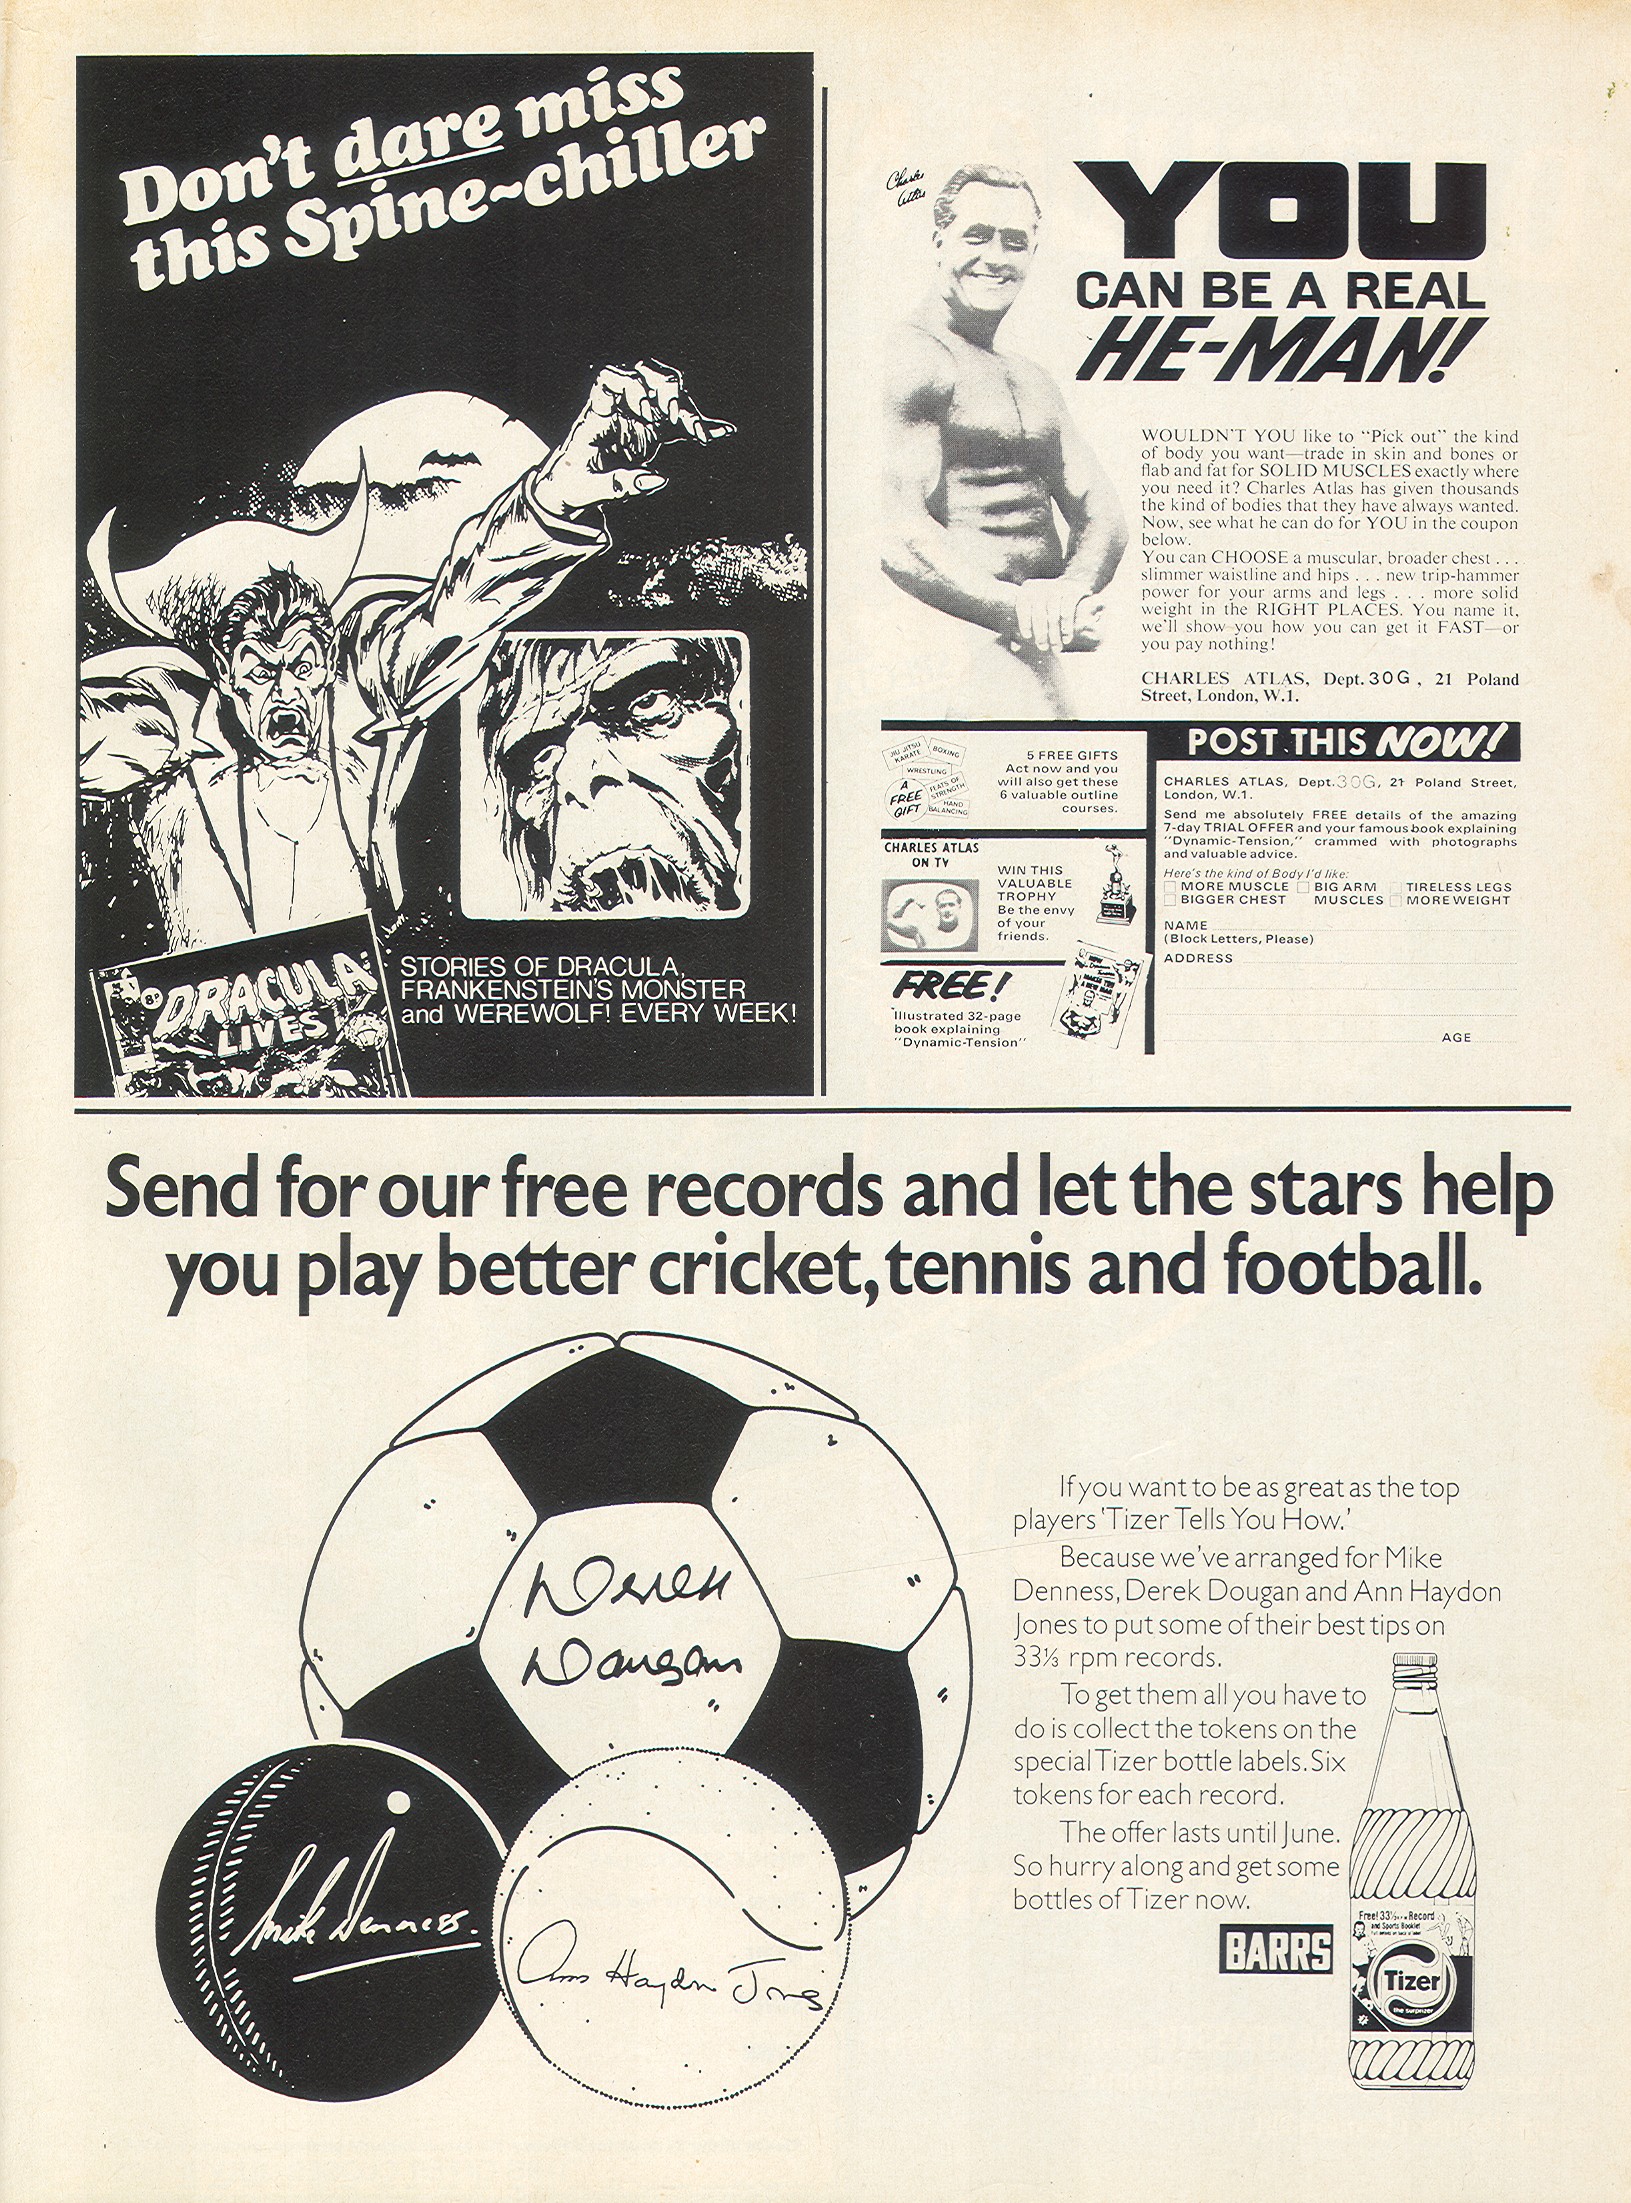 Don't dare miss
this Spine-chiller
8p
DRACULA
LIVES
STORIES OF DRACULA,
FRANKENSTEIN'S MONSTER
and WEREWOLF! EVERY WEEK!
Charles
Atlas
YOU
CAN BE A REAL
HE-MAN!
WOULDN'T YOU like to "Pick out" the kind
of body you want—trade in skin and bones or
flab and fat for SOLID MUSCLES exactly where
you need it? Charles Atlas has given thousands
the kind of bodies that they have always wanted.
Now, see what he can do for YOU in the coupon
below.
You can CHOOSE a muscular, broader chest . . .
slimmer waistline and hips . . . new trip-hammer
power for your arms and legs . . . more solid
weight in the RIGHT PLACES. You name it,
we'll show you how you can get it FAST—or
you pay nothing!
CHARLES ATLAS, Dept. 30G, 21 Poland
Street, London, W.1.
JIU JITSU
KARATE
BOXING
WRESTLING
A
FREE
GIFT
FEATS OF
STRENGTH
HAND
BALANCING
5 FREE GIFTS
Act now and you
will also get these
6 valuable outline
courses.
CHARLES ATLAS
ON TV
WIN THIS
VALUABLE
TROPHY
Be the envy
of your
friends.
FREE!
Illustrated 32-page
book explaining
"Dynamic-Tension"
POST THIS NOW!
CHARLES ATLAS, Dept. 30G, 21 Poland Street,
London, W.1.
Send me absolutely FREE details of the amazing
7-day TRIAL OFFER and your famous book explaining
"Dynamic-Tension," crammed with photographs
and valuable advice.
Here's the kind of Body I'd like:
MORE MUSCLE BIG ARM TIRELESS LEGS
BIGGER CHEST MUSCLES MORE WEIGHT
NAME
(Block Letters, Please)
ADDRESS
AGE
Send for our free records and let the stars help
you play better cricket, tennis and football.
Derek
Dougan
Mike Denness.
Ann Haydon Jones
If you want to be as great as the top
players 'Tizer Tells You How.'
Because we've arranged for Mike
Denness, Derek Dougan and Ann Haydon
Jones to put some of their best tips on
33⅓ rpm records.
To get them all you have to
do is collect the tokens on the
special Tizer bottle labels. Six
tokens for each record.
The offer lasts until June.
So hurry along and get some
bottles of Tizer now.
BARRS
Free! 33⅓ rpm Record
and Sports Booklet
Tizer
the surprizer